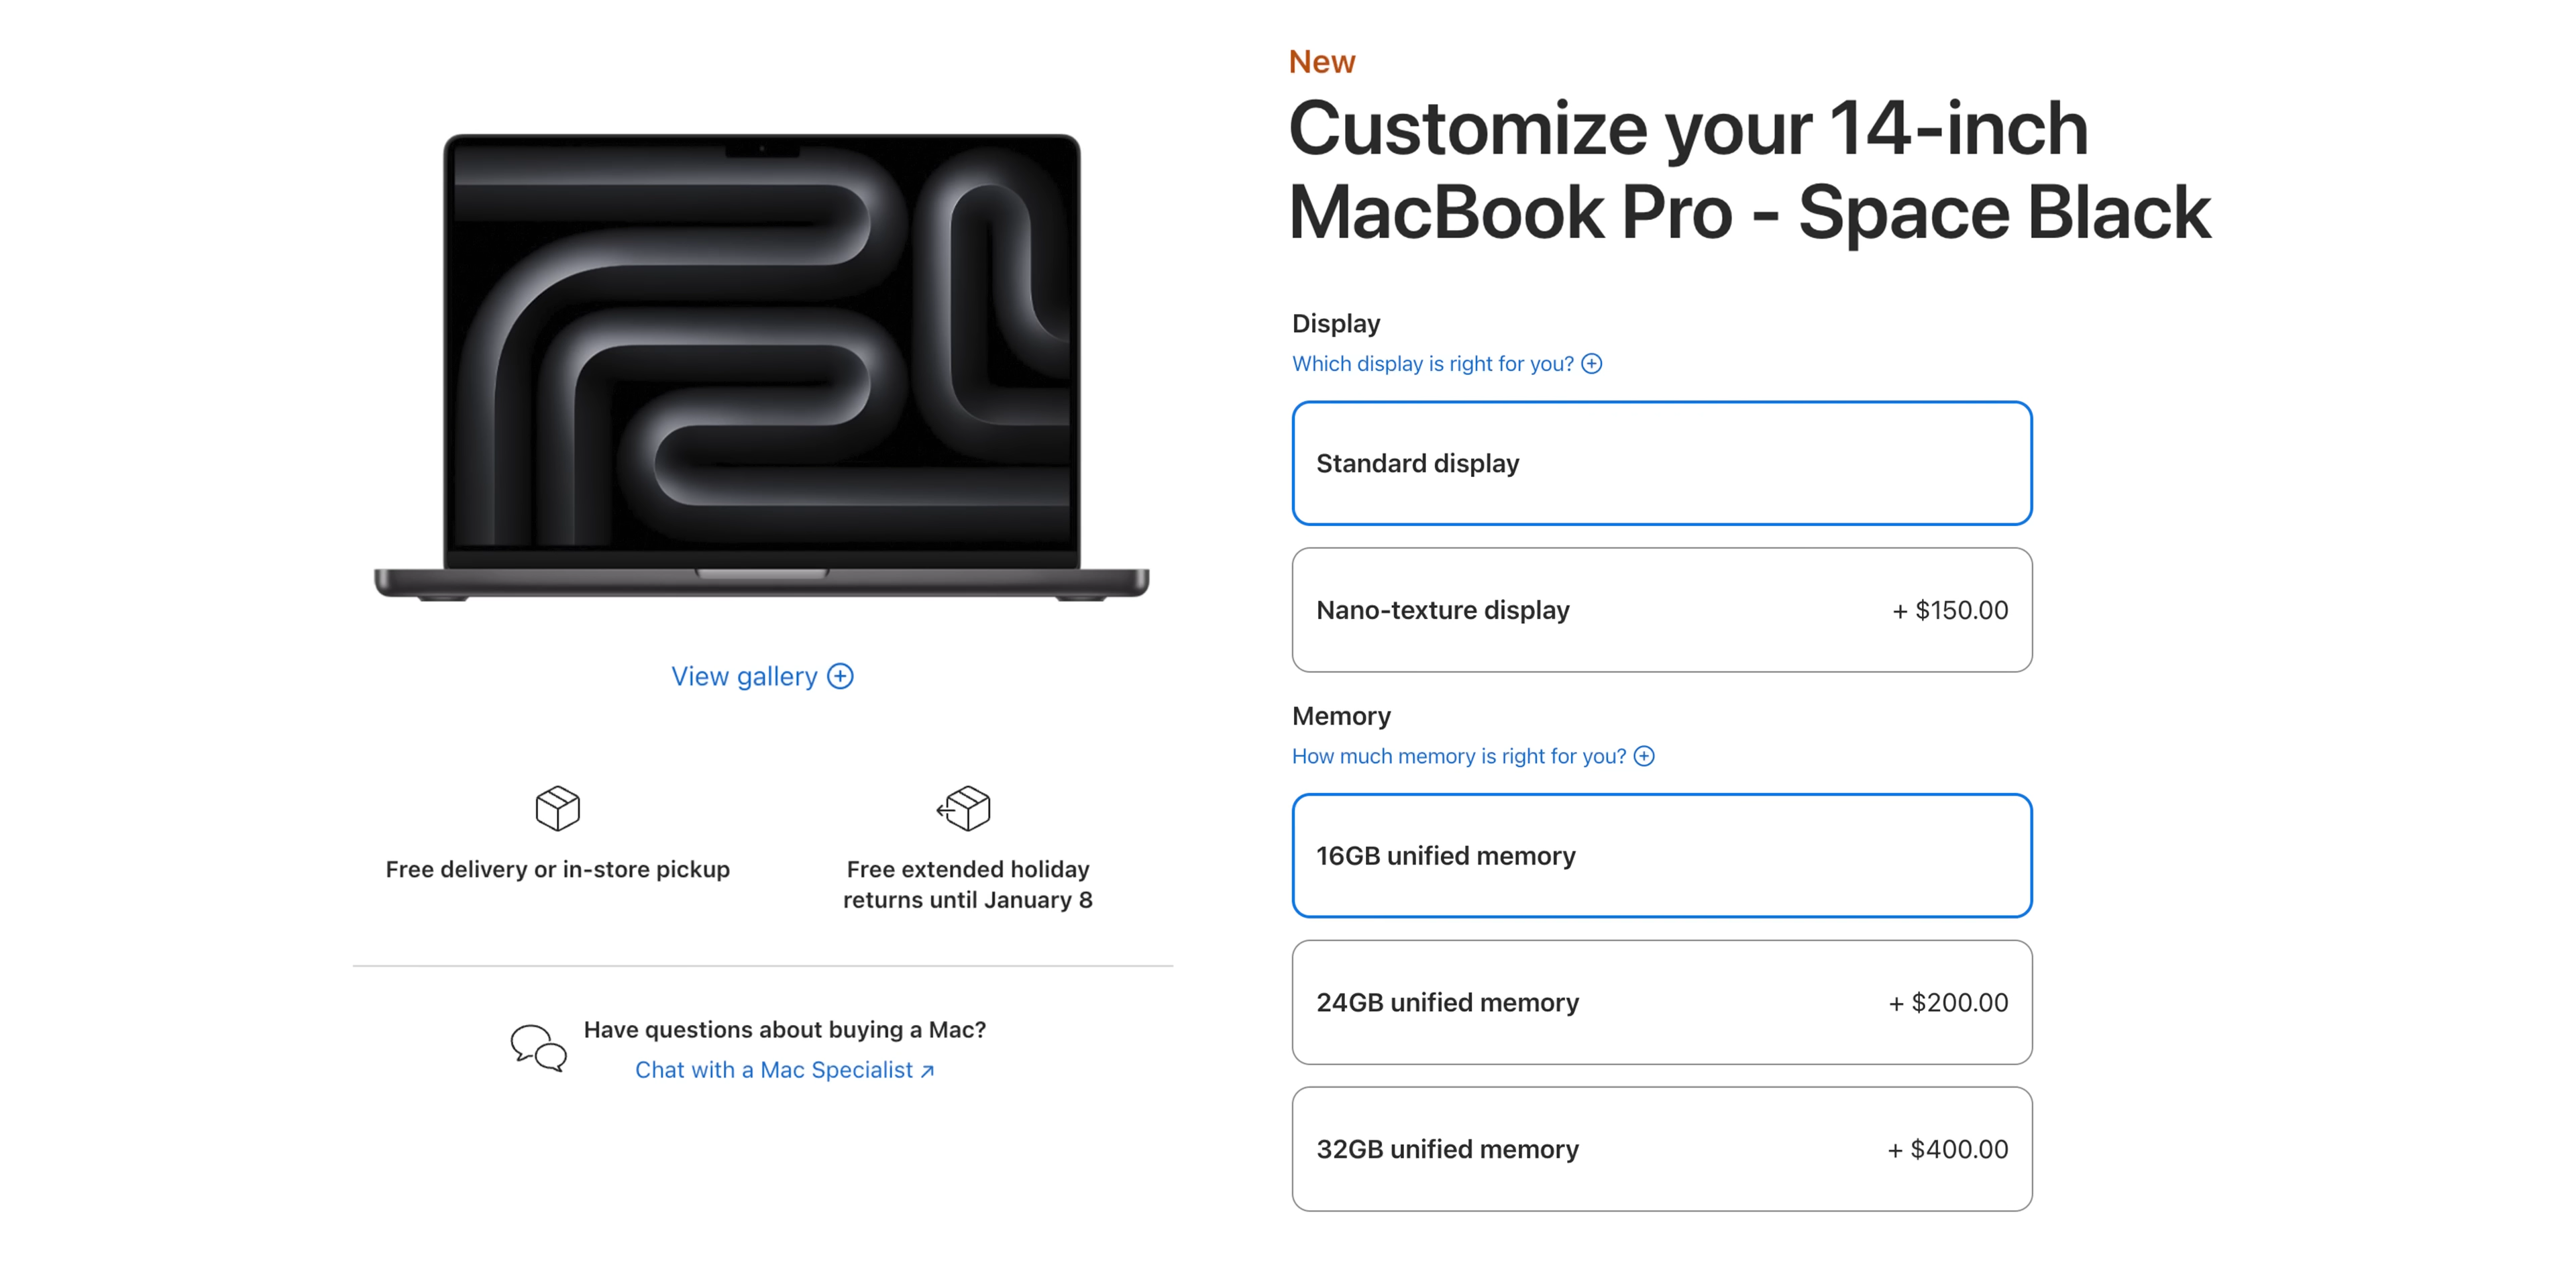 New
Customize your 14-inch
MacBook Pro - Space Black
Display
Which display is right for you?
Standard display
Nano-texture display + $150.00
Memory
How much memory is right for you?
16GB unified memory
24GB unified memory + $200.00
32GB unified memory + $400.00
View gallery
Free delivery or in-store pickup
Free extended holiday
returns until January 8
Have questions about buying a Mac?
Chat with a Mac Specialist ↗